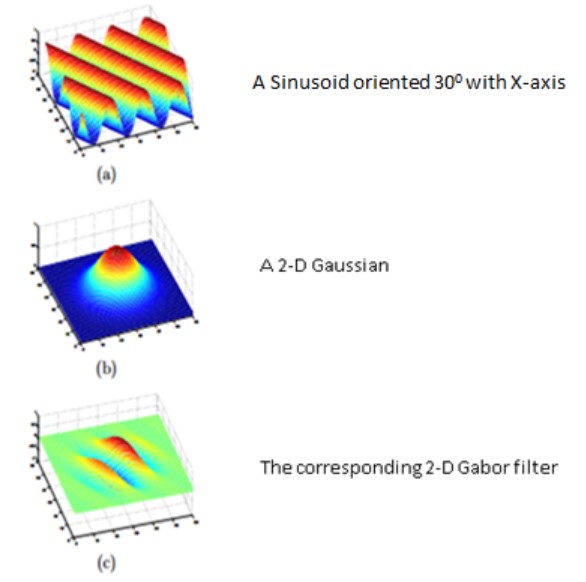 A Sinusoid oriented 30⁰ with X-axis
(a)
A 2-D Gaussian
(b)
The corresponding 2-D Gabor filter
(c)